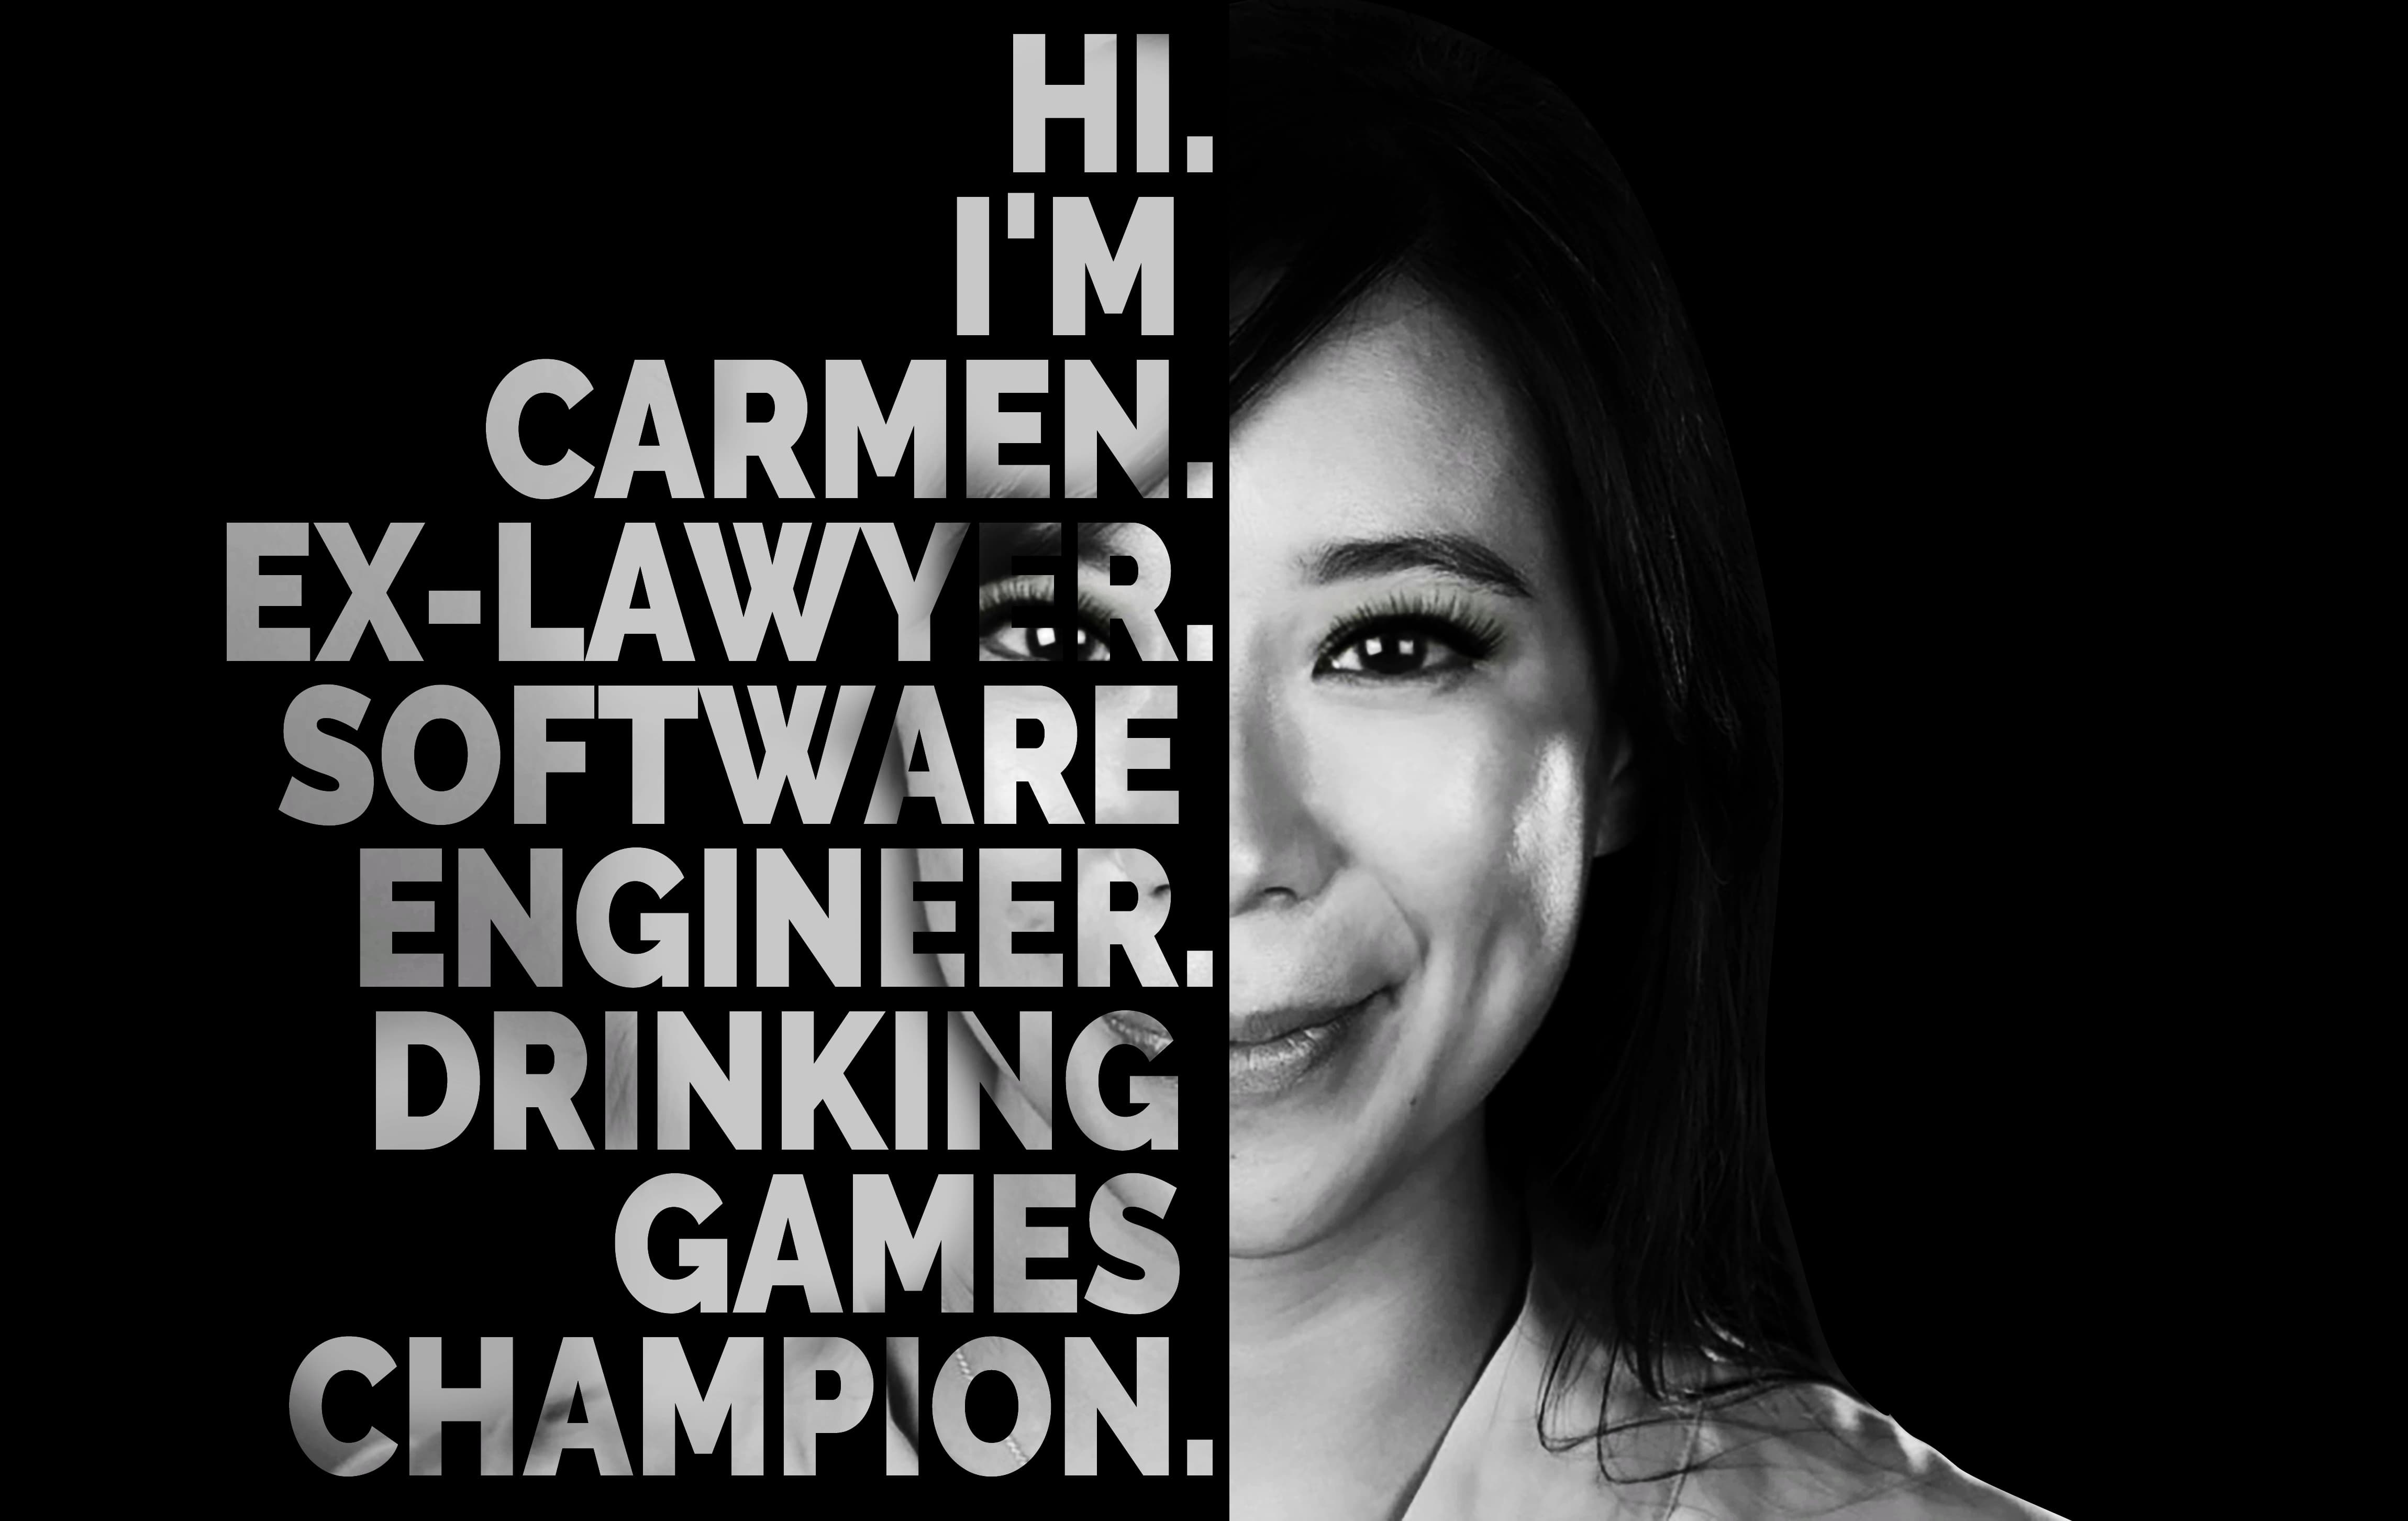 HI.
I'M
CARMEN.
EX-LAWYER.
SOFTWARE
ENGINEER.
DRINKING
GAMES
CHAMPION.